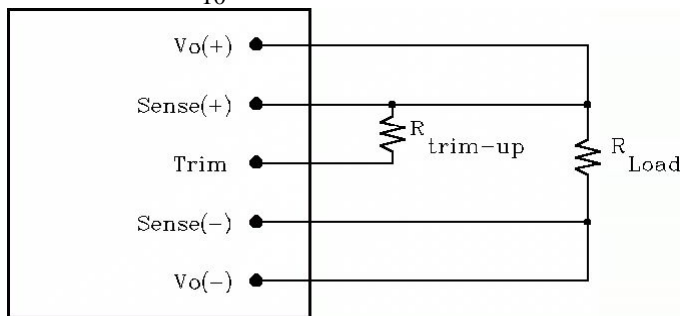 Vo(+)
Sense(+)
R
trim-up
Trim
R
Load
Sense(-)
Vo(-)